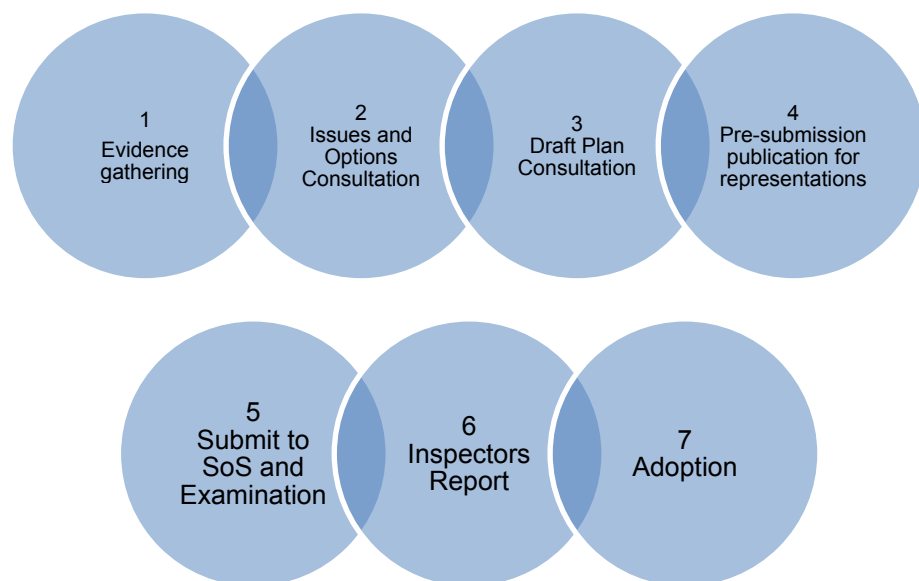 1
Evidence
gathering
2
Issues and
Options
Consultation
3
Draft Plan
Consultation
4
Pre-submission
publication for
representations
5
Submit to
SoS and
Examination
6
Inspectors
Report
7
Adoption